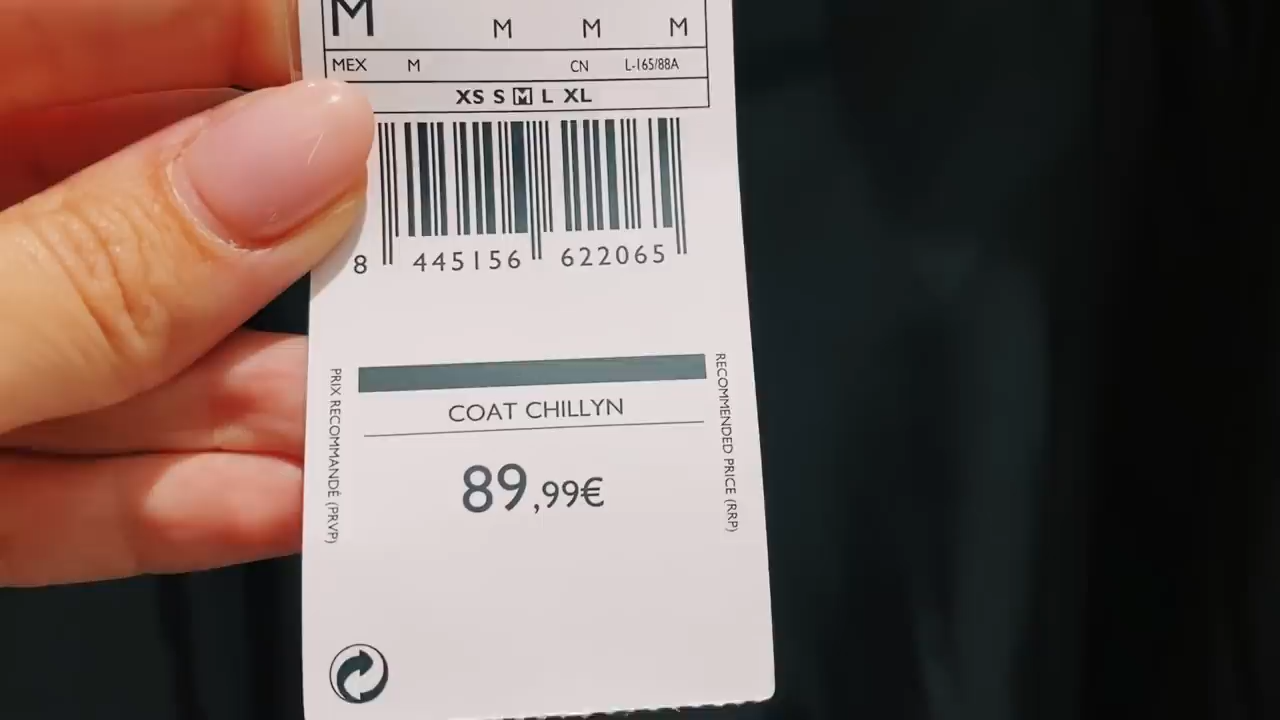 M M M M
MEX M CN L-165/88A
XS S M L XL
8 445156 622065
PRIX RECOMMANDÉ (PRVP)
RECOMMENDED PRICE (RRP)
COAT CHILLYN
89,99€